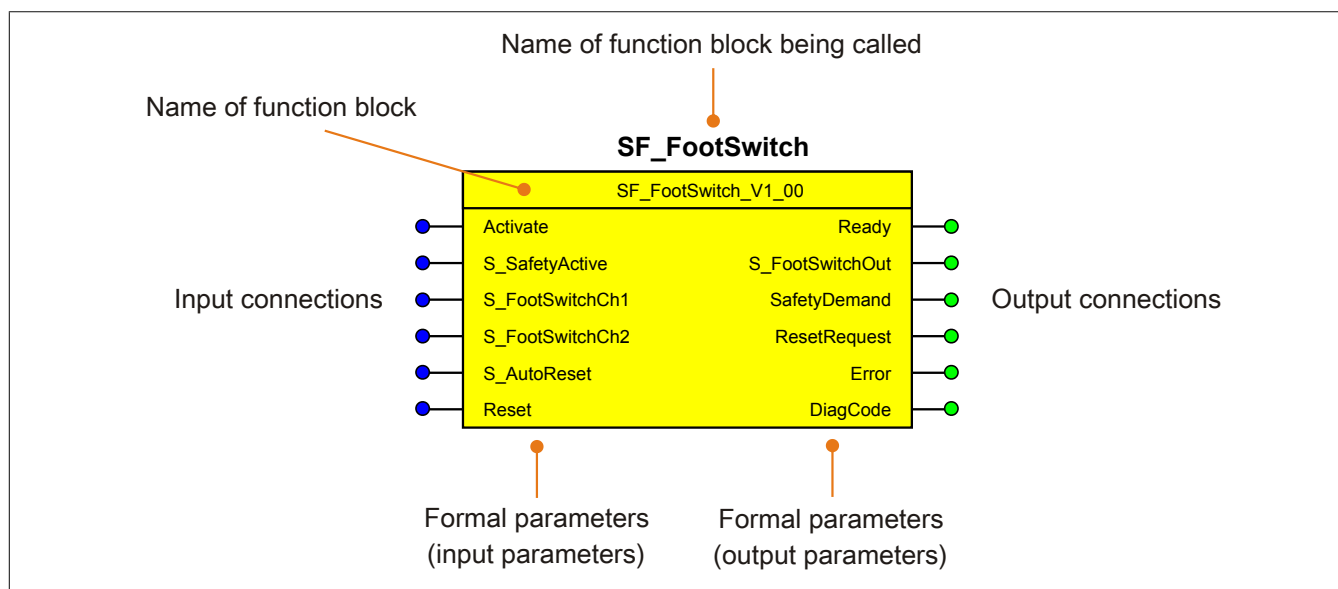 Name of function block being called
Name of function block
SF_FootSwitch
SF_FootSwitch_V1_00
Activate
Ready
S_SafetyActive
S_FootSwitchOut
Input connections
S_FootSwitchCh1
SafetyDemand
Output connections
S_FootSwitchCh2
ResetRequest
S_AutoReset
Error
Reset
DiagCode
Formal parameters
(input parameters)
Formal parameters
(output parameters)